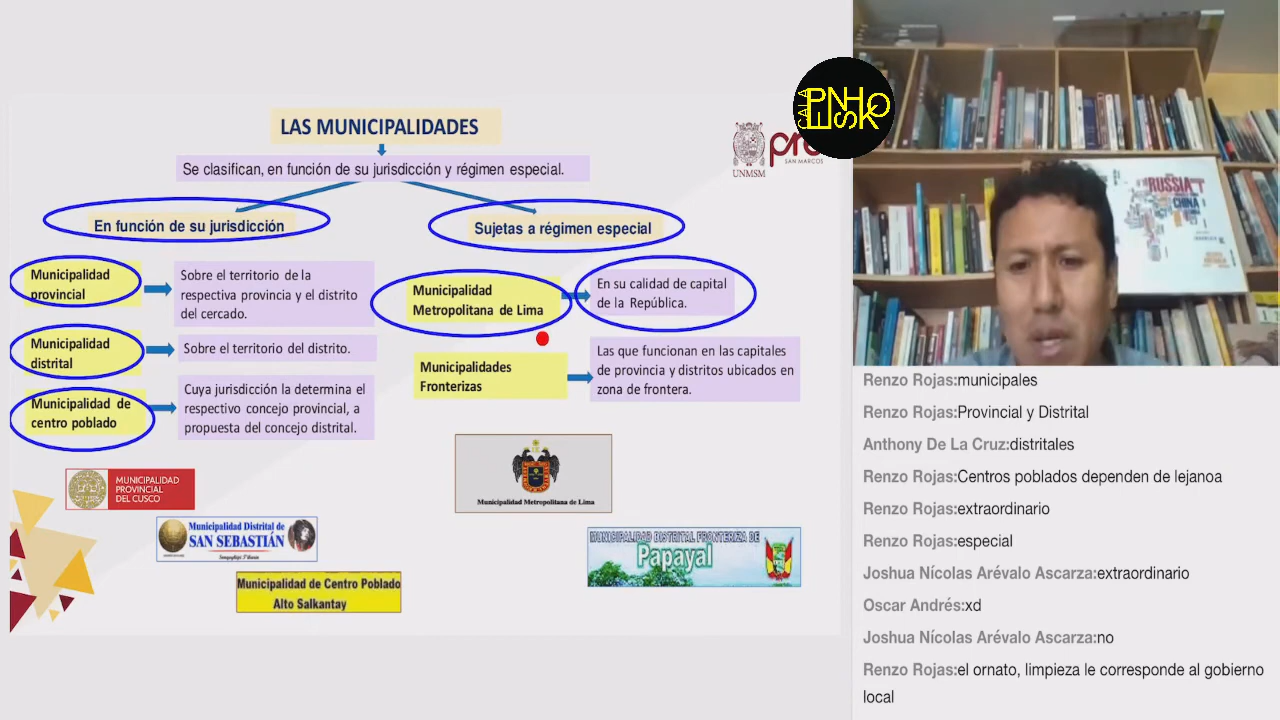 LAS MUNICIPALIDADES
Se clasifican, en función de su jurisdicción y régimen especial.
En función de su jurisdicción
Sujetas a régimen especial
Municipalidad
provincial
Sobre el territorio de la
respectiva provincia y el distrito
del cercado.
Municipalidad
distrital
Sobre el territorio del distrito.
Municipalidad de
centro poblado
Cuya jurisdicción la determina el
respectivo concejo provincial, a
propuesta del concejo distrital.
Municipalidad
Metropolitana de Lima
En su calidad de capital
de la República.
Municipalidades
Fronterizas
Las que funcionan en las capitales
de provincia y distritos ubicados en
zona de frontera.
MUNICIPALIDAD
PROVINCIAL
DEL CUSCO
Municipalidad Distrital de
SAN SEBASTIÁN
Municipalidad de Centro Poblado
Alto Salkantay
Municipalidad Metropolitana de Lima
MUNICIPALIDAD DISTRITAL FRONTERIZA DE
Papayal
UNMSM
SAN MARCOS
RUSSIA
CHINA
Renzo Rojas:municipales
Renzo Rojas:Provincial y Distrital
Anthony De La Cruz:distritales
Renzo Rojas:Centros poblados dependen de lejanoa
Renzo Rojas:extraordinario
Renzo Rojas:especial
Joshua Nícolas Arévalo Ascarza:extraordinario
Oscar Andrés:xd
Joshua Nícolas Arévalo Ascarza:no
Renzo Rojas:el ornato, limpieza le corresponde al gobierno
local